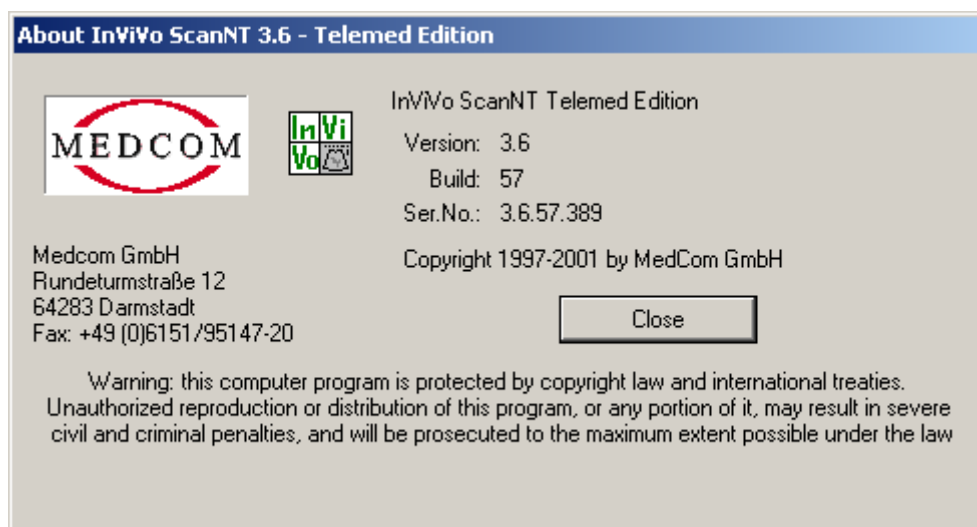 About InViVo ScanNT 3.6 - Telemed Edition
MEDCOM
In Vi
Vo
InViVo ScanNT Telemed Edition
Version: 3.6
Build: 57
Ser.No.: 3.6.57.389
Copyright 1997-2001 by MedCom GmbH
Medcom GmbH
Rundeturmstraße 12
64283 Darmstadt
Fax: +49 (0)6151/95147-20
Close
Warning: this computer program is protected by copyright law and international treaties.
Unauthorized reproduction or distribution of this program, or any portion of it, may result in severe
civil and criminal penalties, and will be prosecuted to the maximum extent possible under the law